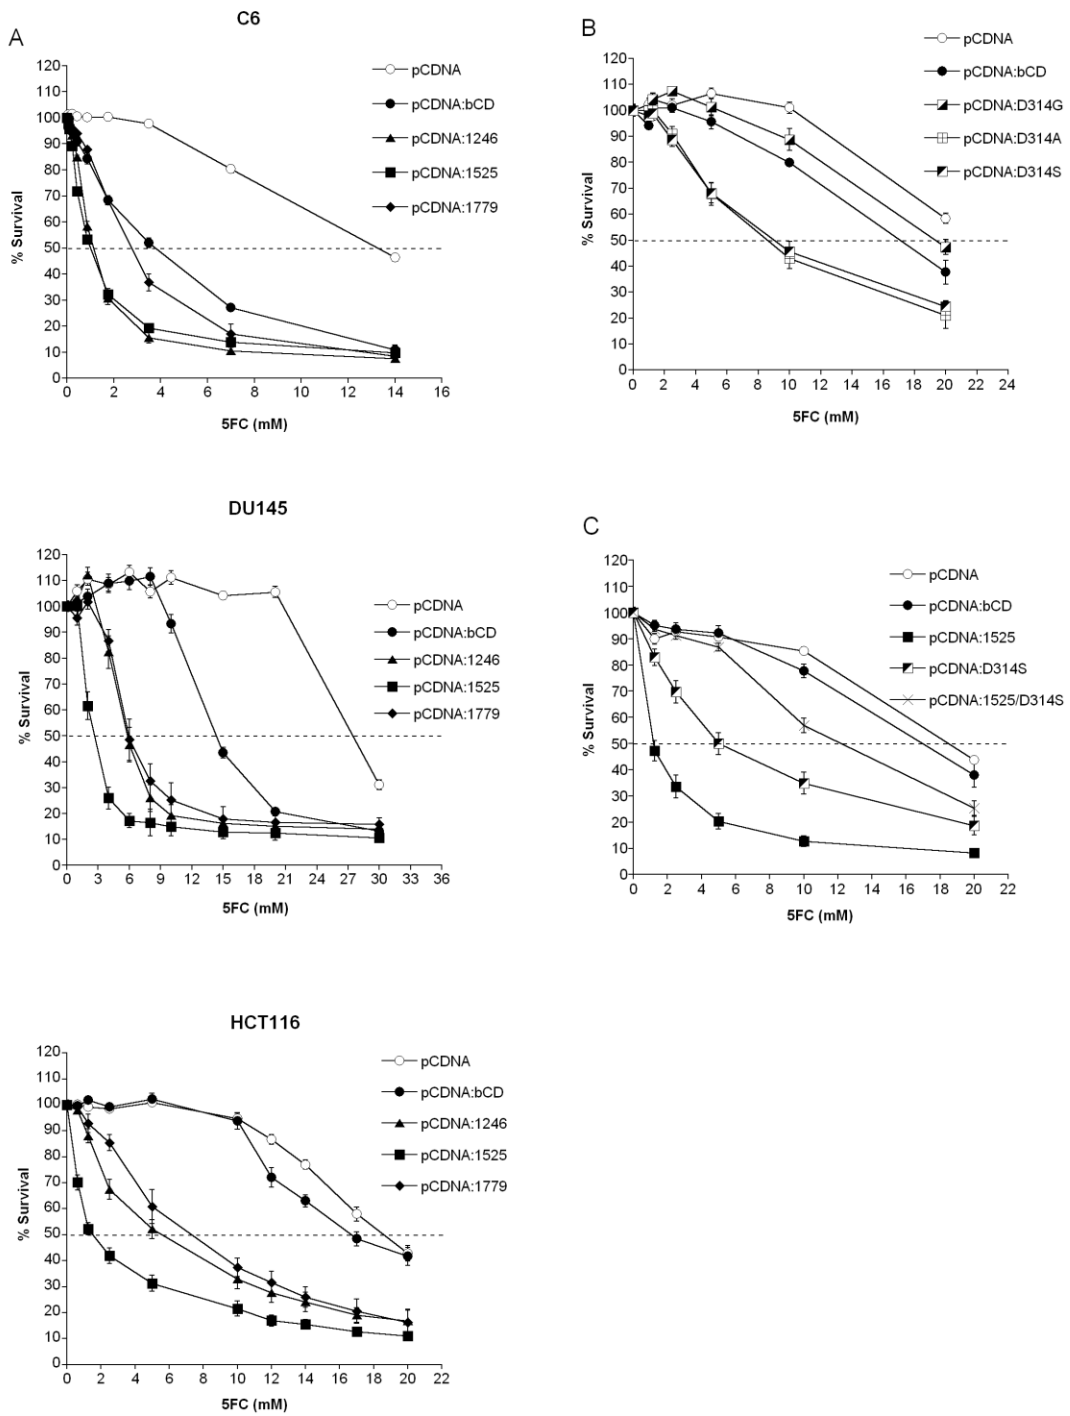 C6
A
120
110
100
90
80
70
60
50
40
30
20
10
0
% Survival
0 2 4 6 8 10 12 14 16
5FC (mM)
pCDNA
pCDNA:bCD
pCDNA:1246
pCDNA:1525
pCDNA:1779
B
120
110
100
90
80
70
60
50
40
30
20
10
0
% Survival
0 2 4 6 8 10 12 14 16 18 20 22 24
5FC (mM)
pCDNA
pCDNA:bCD
pCDNA:D314G
pCDNA:D314A
pCDNA:D314S
DU145
120
110
100
90
80
70
60
50
40
30
20
10
0
% Survival
0 3 6 9 12 15 18 21 24 27 30 33 36
5FC (mM)
pCDNA
pCDNA:bCD
pCDNA:1246
pCDNA:1525
pCDNA:1779
C
120
110
100
90
80
70
60
50
40
30
20
10
0
% Survival
0 2 4 6 8 10 12 14 16 18 20 22
5FC (mM)
pCDNA
pCDNA:bCD
pCDNA:1525
pCDNA:D314S
pCDNA:1525/D314S
HCT116
120
110
100
90
80
70
60
50
40
30
20
10
0
% Survival
0 2 4 6 8 10 12 14 16 18 20 22
5FC (mM)
pCDNA
pCDNA:bCD
pCDNA:1246
pCDNA:1525
pCDNA:1779